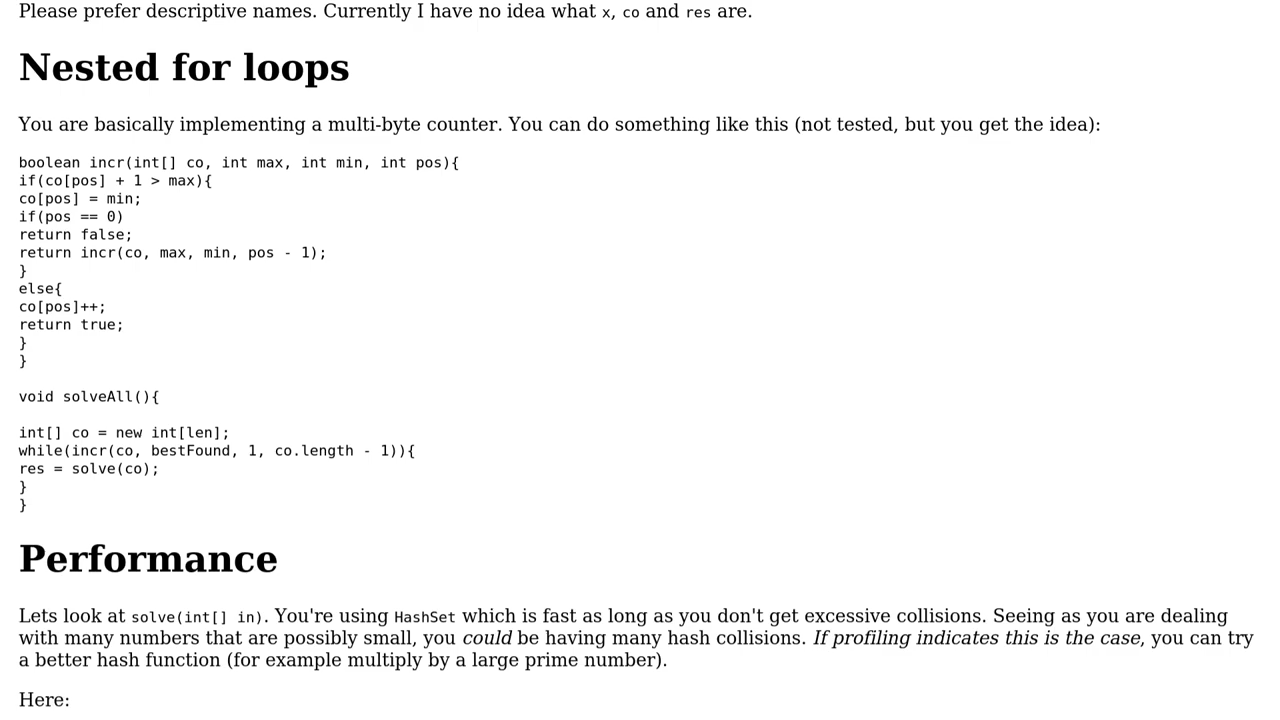 Please prefer descriptive names. Currently I have no idea what x, co and res are.
Nested for loops
You are basically implementing a multi-byte counter. You can do something like this (not tested, but you get the idea):
boolean incr(int[] co, int max, int min, int pos){
if(co[pos] + 1 > max){
co[pos] = min;
if(pos == 0)
return false;
return incr(co, max, min, pos - 1);
}
else{
co[pos]++;
return true;
}
}
void solveAll(){
int[] co = new int[len];
while(incr(co, bestFound, 1, co.length - 1)){
res = solve(co);
}
}
Performance
Lets look at solve(int[] in). You're using HashSet which is fast as long as you don't get excessive collisions. Seeing as you are dealing
with many numbers that are possibly small, you could be having many hash collisions. If profiling indicates this is the case, you can try
a better hash function (for example multiply by a large prime number).
Here: